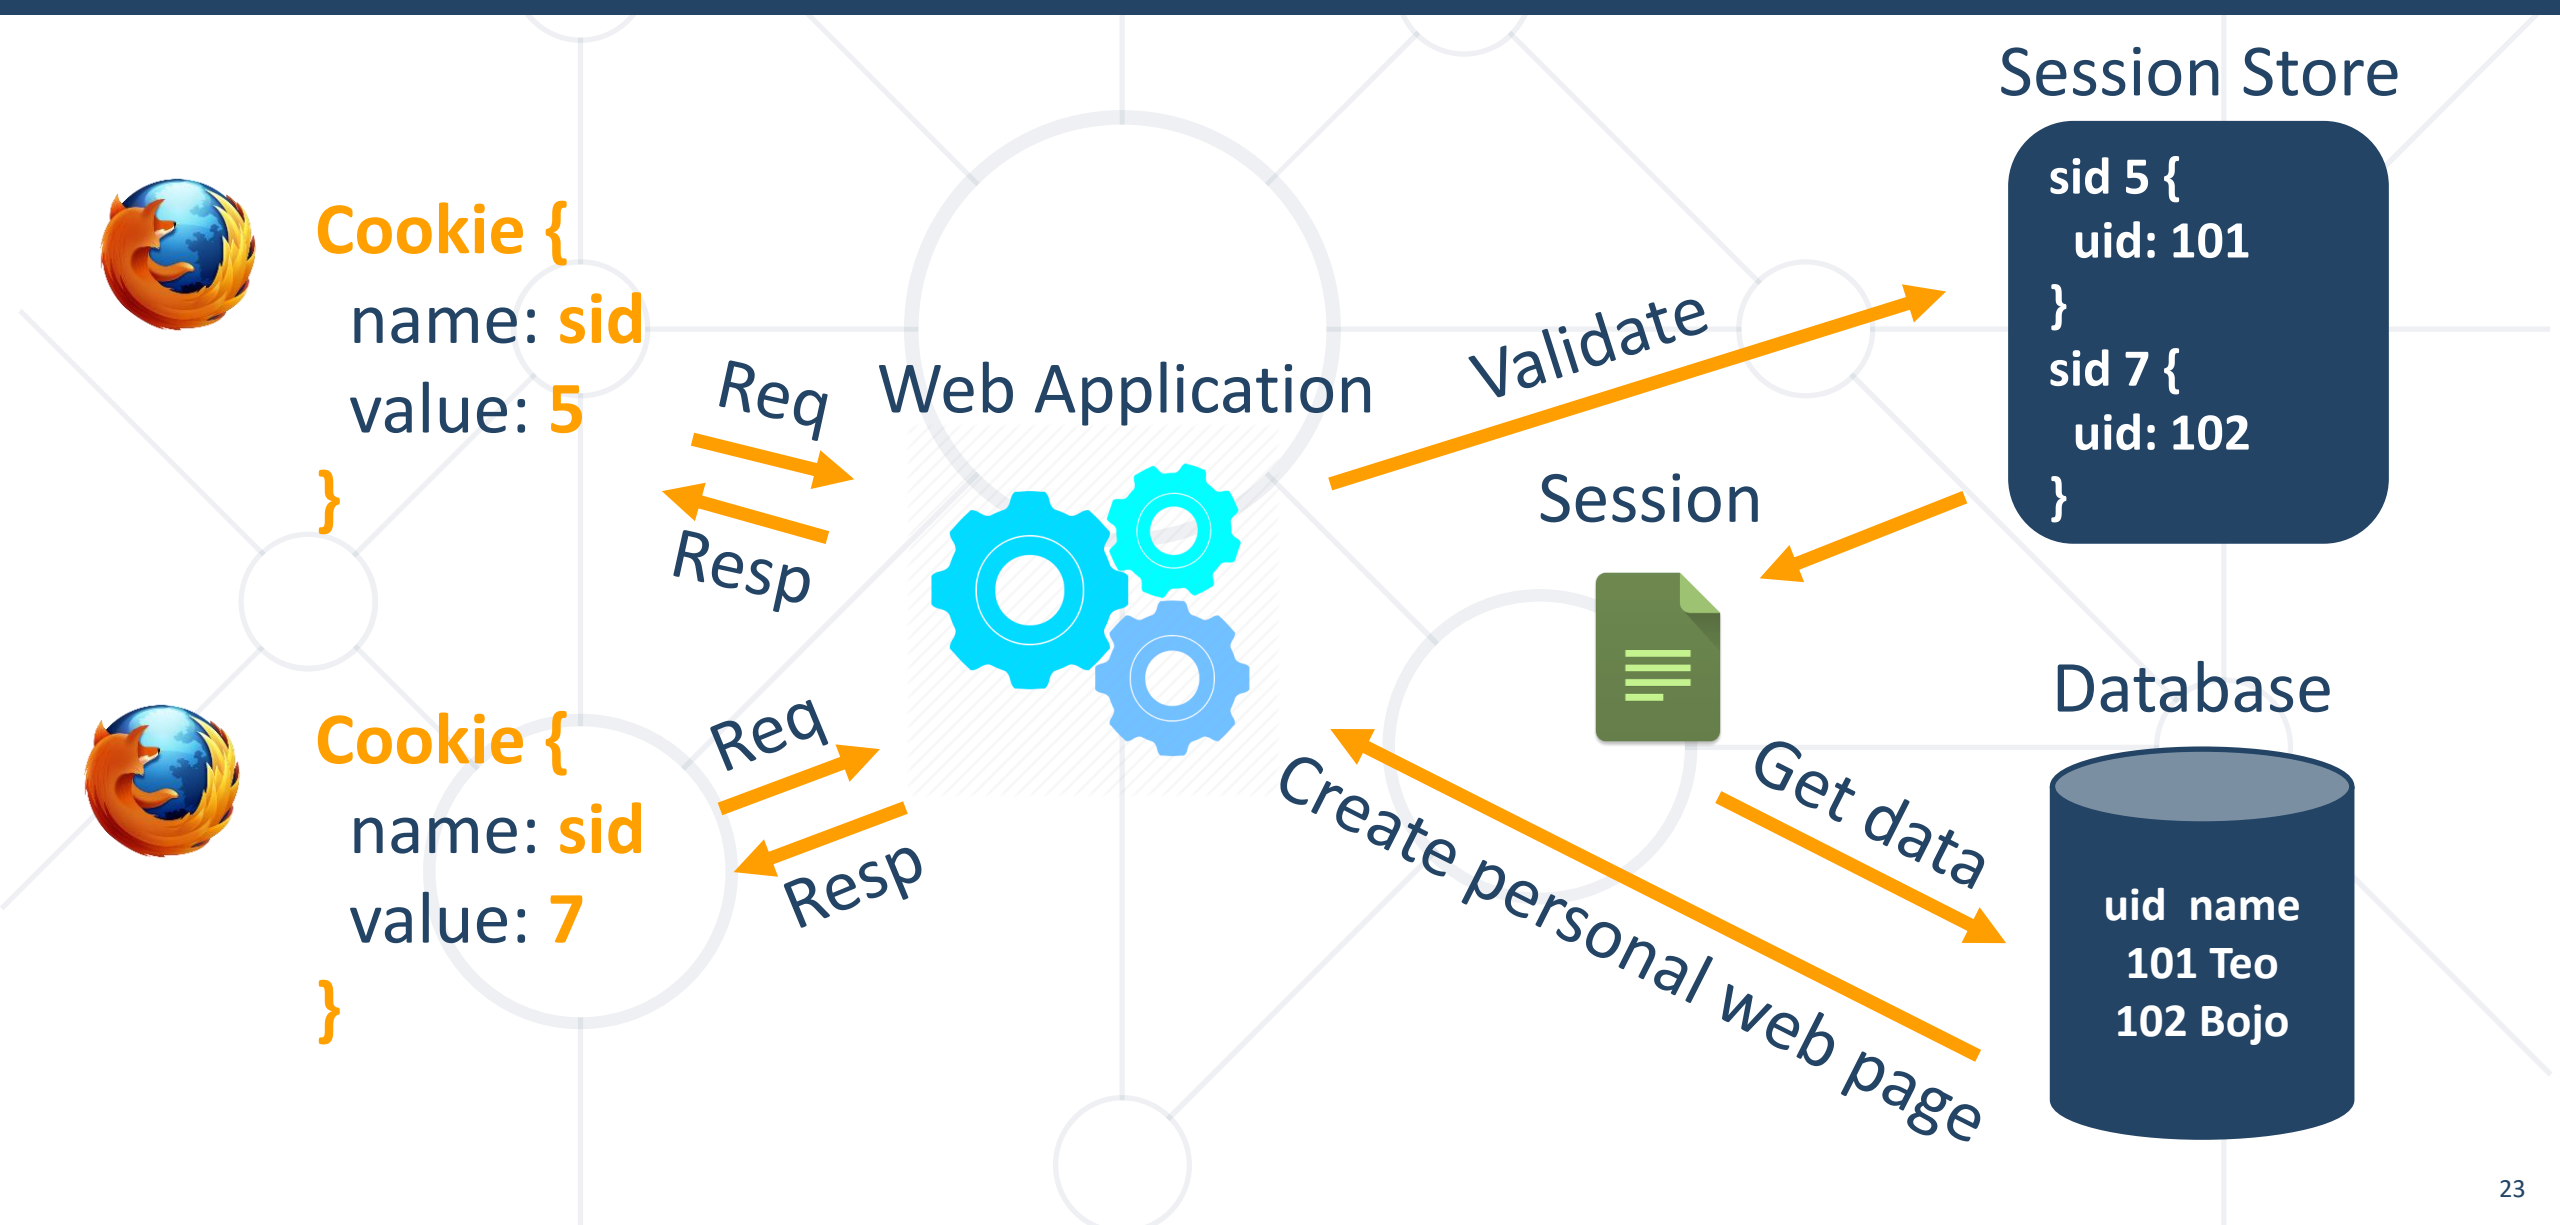 Session Store
sid 5 {
uid: 101
}
sid 7 {
uid: 102
}
Cookie {
name: sid
value: 5
}
Req
Resp
Web Application
Validate
Session
Cookie {
name: sid
value: 7
}
Req
Resp
Get data
Create personal web page
Database
uid name
101 Teo
102 Bojo
23